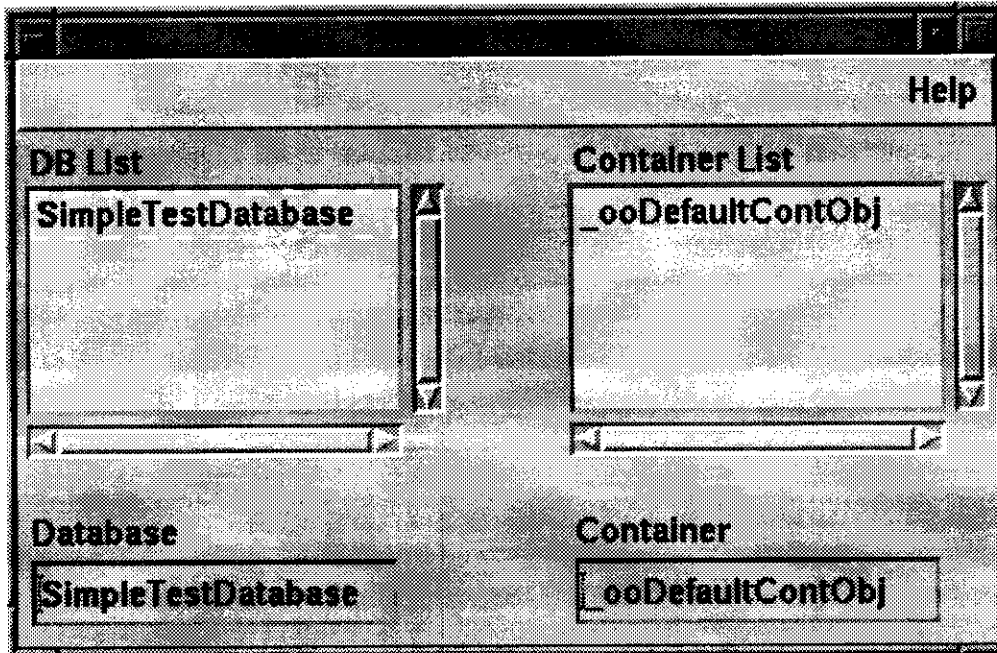 Help
DB List
Container List
SimpleTestDatabase
_ooDefaultContObj
Database
Container
SimpleTestDatabase
_ooDefaultContObj